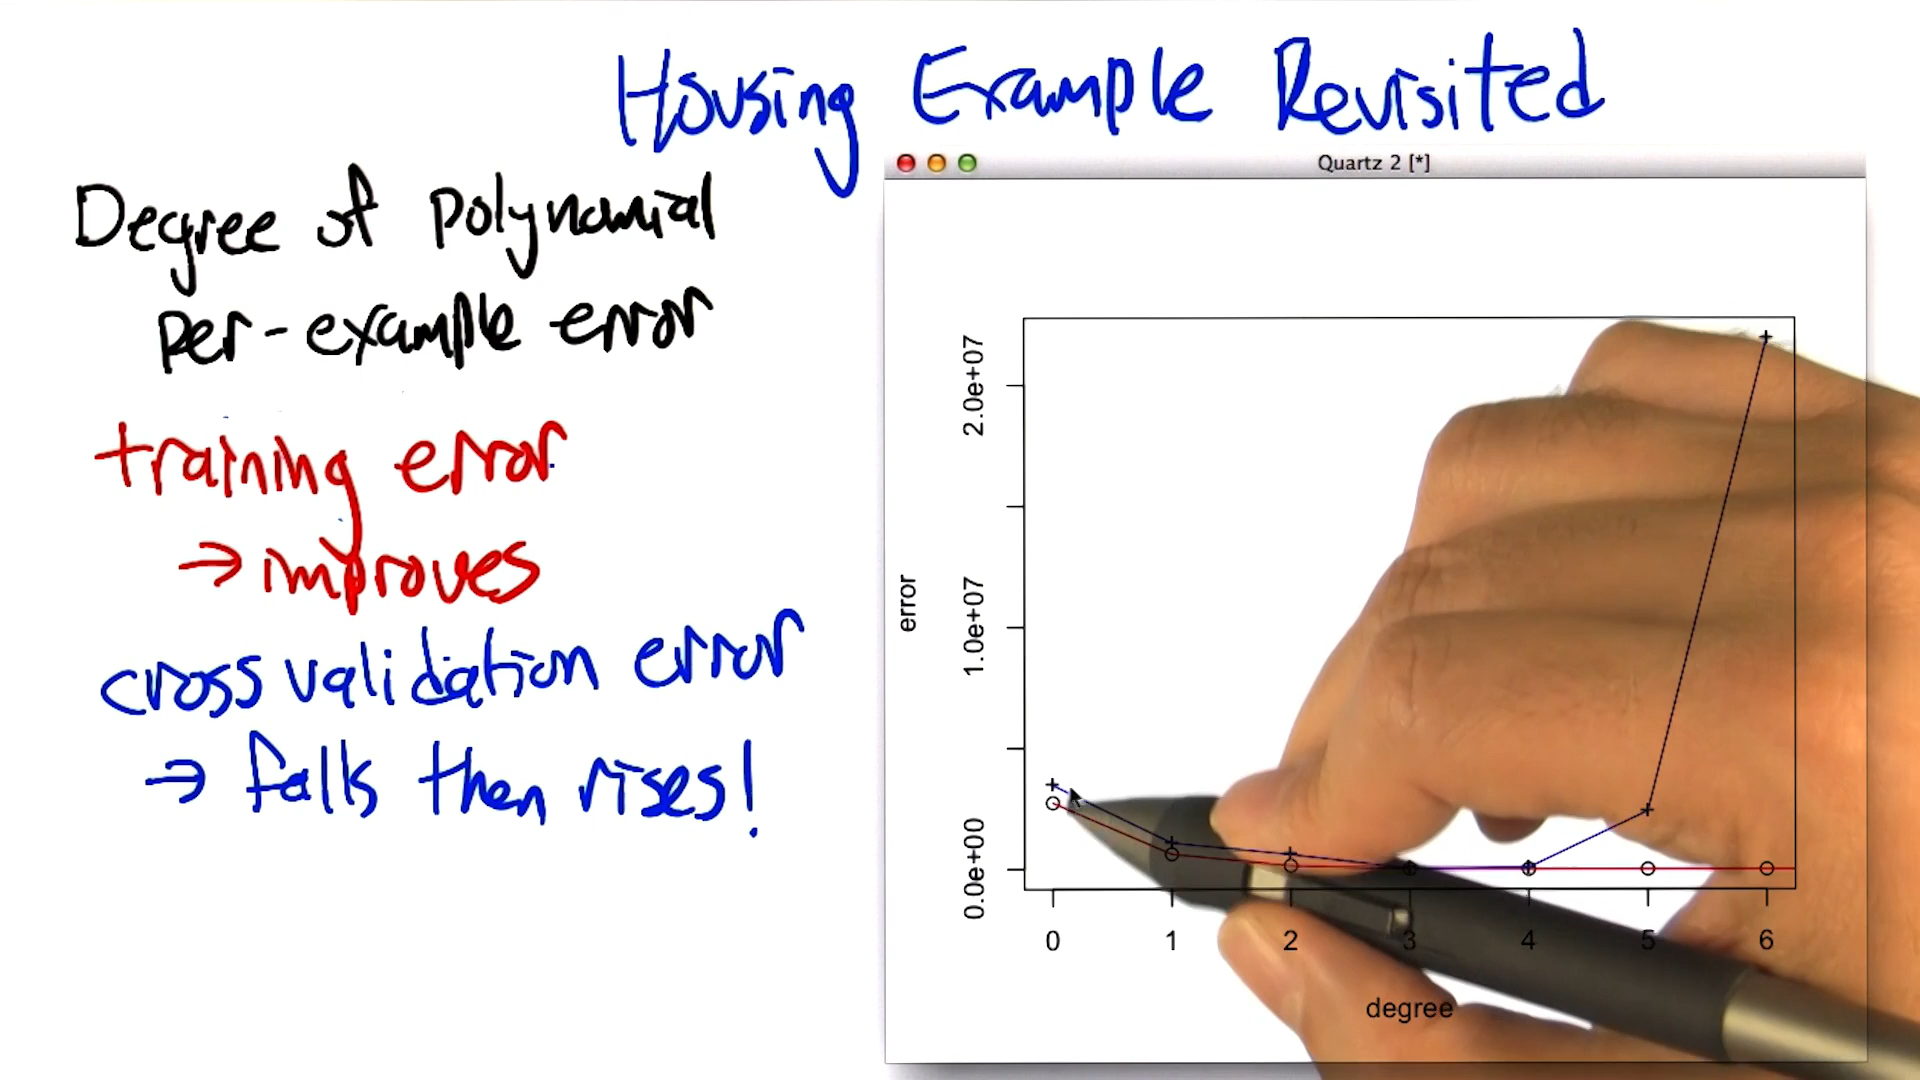 Housing Example Revisited
Degree of polynomial
per-example error
training error
→ improves
cross validation error
→ falls then rises!
Quartz 2 [*]
error
2.0e+07
1.0e+07
0.0e+00
0 1 2 3 4 5 6
degree